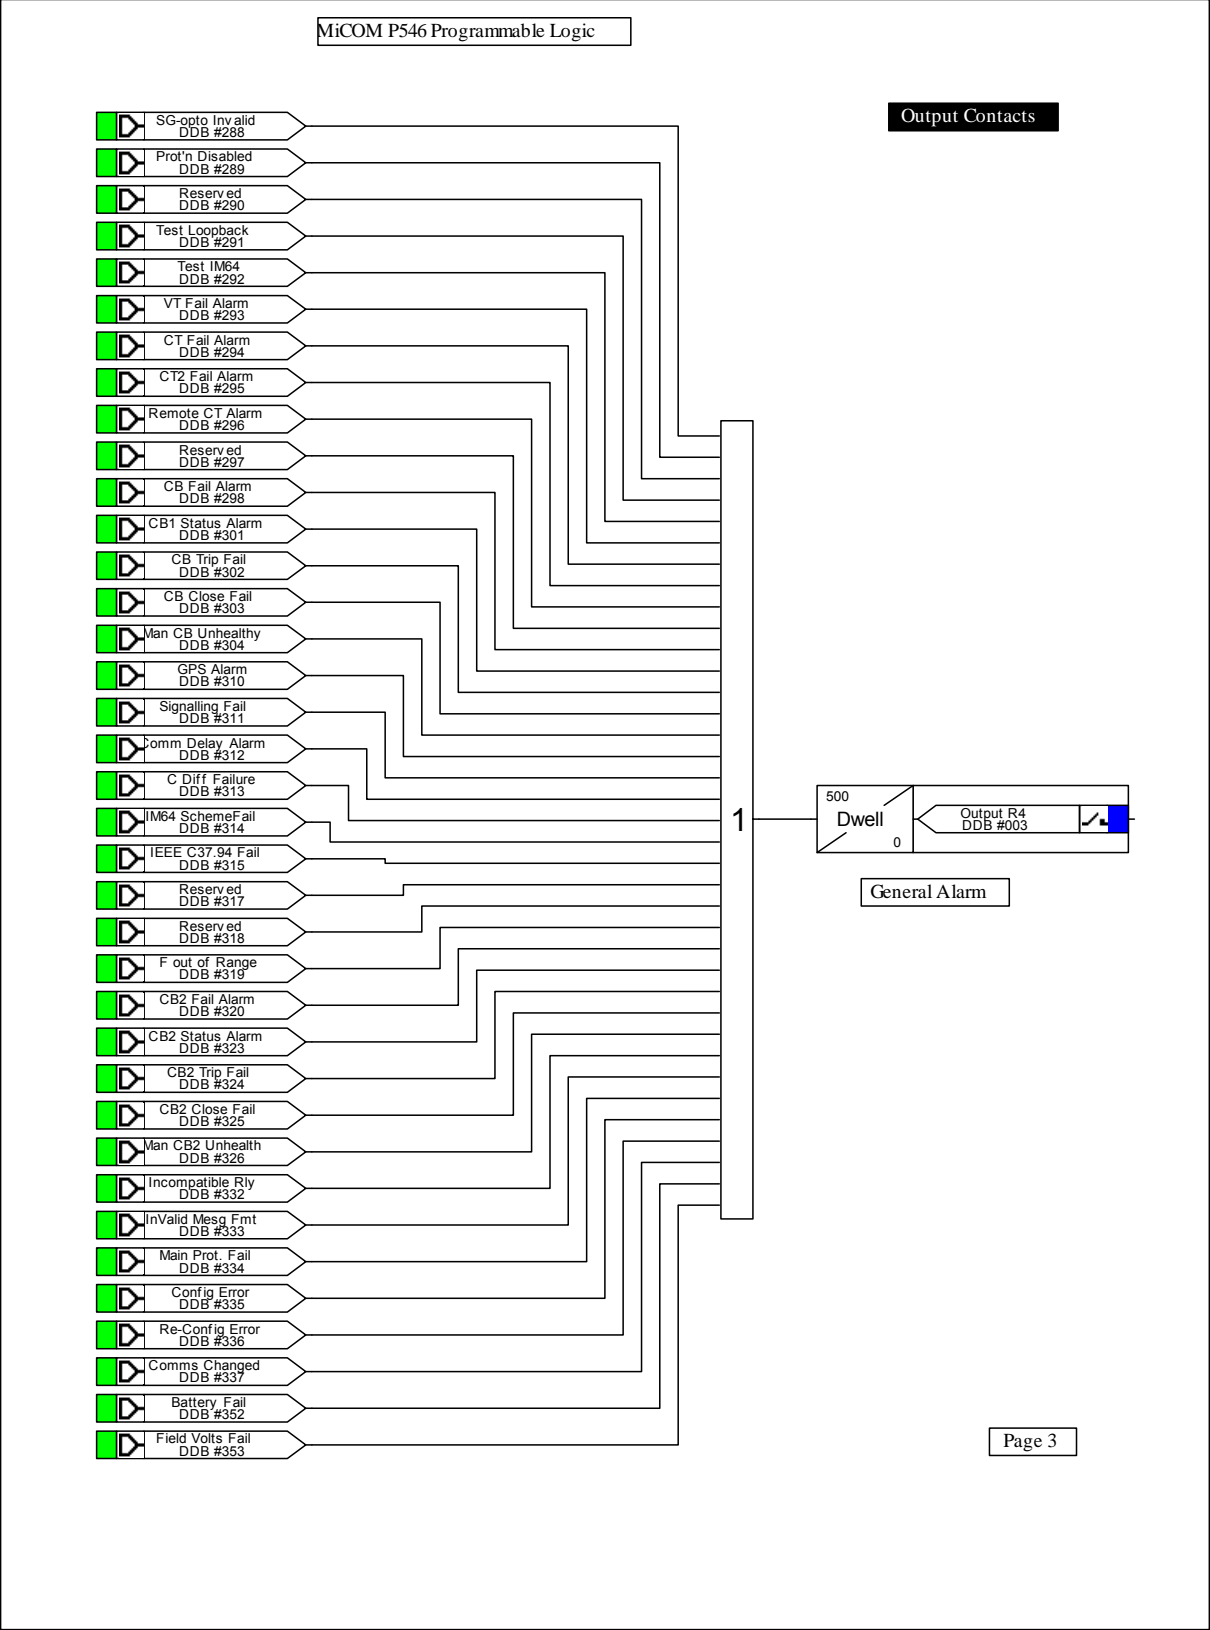 MiCOM P546 Programmable Logic
Output Contacts
SG-opto Invalid
DDB #288
Prot'n Disabled
DDB #289
Reserved
DDB #290
Test Loopback
DDB #291
Test IM64
DDB #292
VT Fail Alarm
DDB #293
CT Fail Alarm
DDB #294
CT2 Fail Alarm
DDB #295
Remote CT Alarm
DDB #296
Reserved
DDB #297
CB Fail Alarm
DDB #298
CB1 Status Alarm
DDB #301
CB Trip Fail
DDB #302
CB Close Fail
DDB #303
Man CB Unhealthy
DDB #304
GPS Alarm
DDB #310
Signalling Fail
DDB #311
Comm Delay Alarm
DDB #312
C Diff Failure
DDB #313
IM64 SchemeFail
DDB #314
IEEE C37.94 Fail
DDB #315
Reserved
DDB #317
Reserved
DDB #318
F out of Range
DDB #319
CB2 Fail Alarm
DDB #320
CB2 Status Alarm
DDB #323
CB2 Trip Fail
DDB #324
CB2 Close Fail
DDB #325
Man CB2 Unhealth
DDB #326
Incompatible Rly
DDB #332
InValid Mesg Fmt
DDB #333
Main Prot. Fail
DDB #334
Config Error
DDB #335
Re-Config Error
DDB #336
Comms Changed
DDB #337
Battery Fail
DDB #352
Field Volts Fail
DDB #353
1
500
Dwell
0
Output R4
DDB #003
General Alarm
Page 3